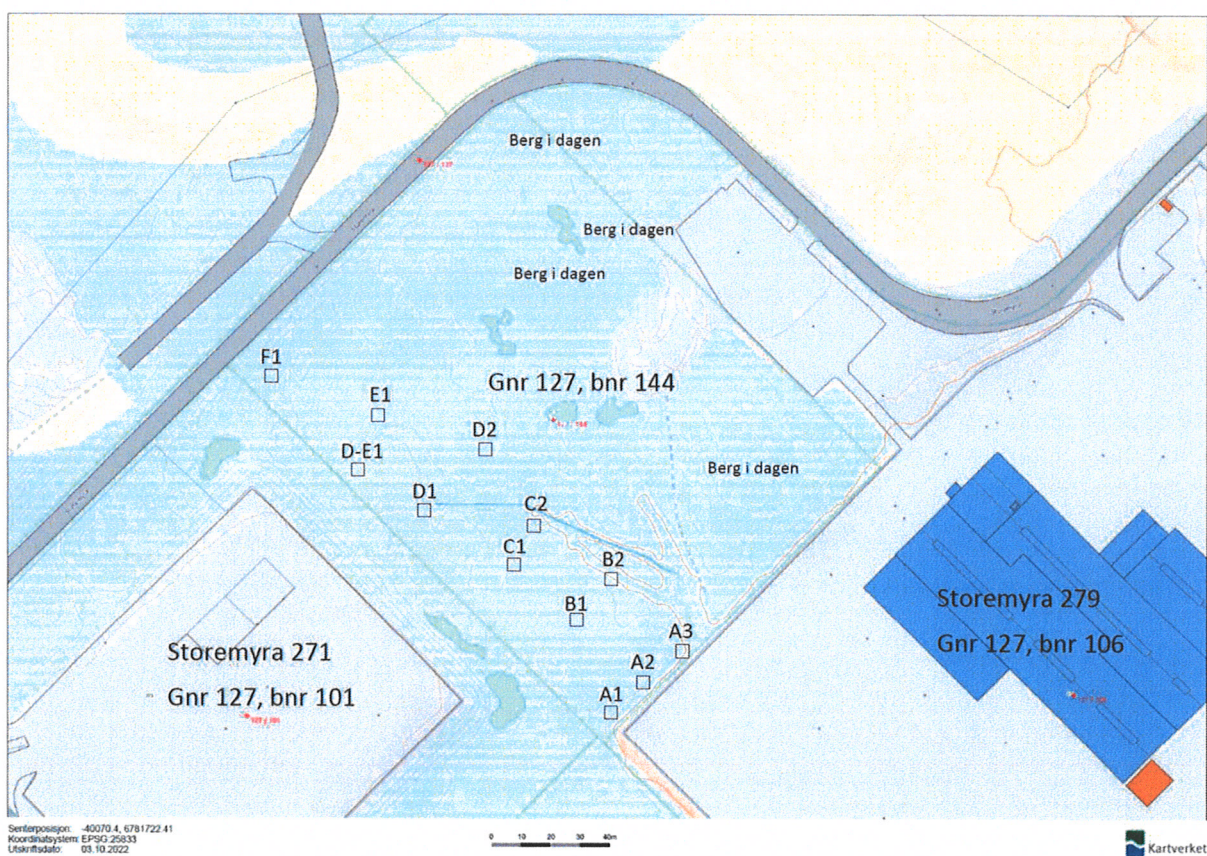 Berg i dagen
Berg i dagen
Berg i dagen
F1
Gnr 127, bnr 144
E1
D2
D-E1
Berg i dagen
D1
C2
C1
B2
B1
A3
A2
A1
Storemyra 271
Gnr 127, bnr 101
Storemyra 279
Gnr 127, bnr 106
Senterposisjon: -40070.4, 6781722.41
Koordinatsystem: EPSG:25833
Utskriftsdato: 03.10.2022
0 10 20 30 40m
Kartverket